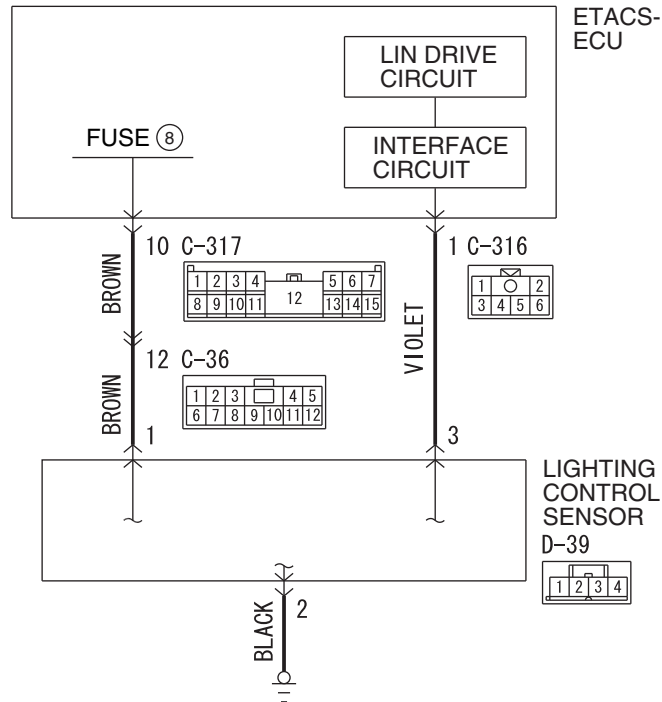 ETACS-
ECU
LIN DRIVE
CIRCUIT
FUSE 8
INTERFACE
CIRCUIT
10 C-317
1 C-316
BROWN
1 2 3 4 5 6 7
8 9 10 11 12 13 14 15
1 2
3 4 5 6
VIOLET
12 C-36
BROWN
1 2 3 4 5
6 7 8 9 10 11 12
1
3
LIGHTING
CONTROL
SENSOR
D-39
1 2 3 4
BLACK
2